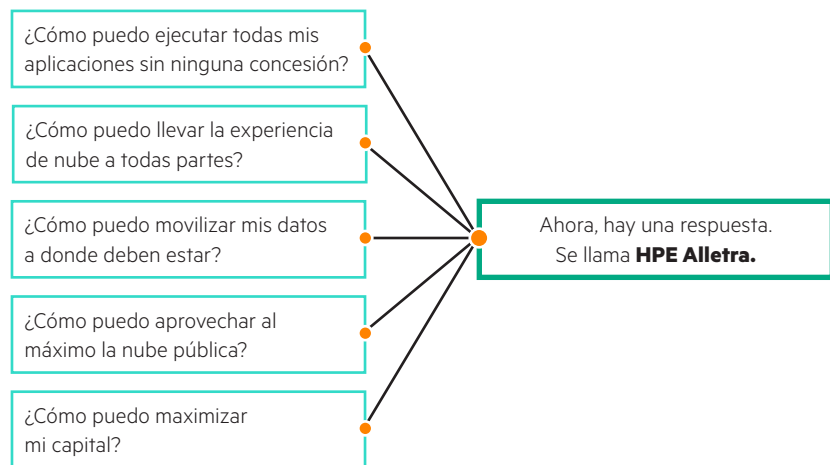 ¿Cómo puedo ejecutar todas mis
aplicaciones sin ninguna concesión?
¿Cómo puedo llevar la experiencia
de nube a todas partes?
¿Cómo puedo movilizar mis datos
a donde deben estar?
¿Cómo puedo aprovechar al
máximo la nube pública?
¿Cómo puedo maximizar
mi capital?
Ahora, hay una respuesta.
Se llama HPE Alletra.